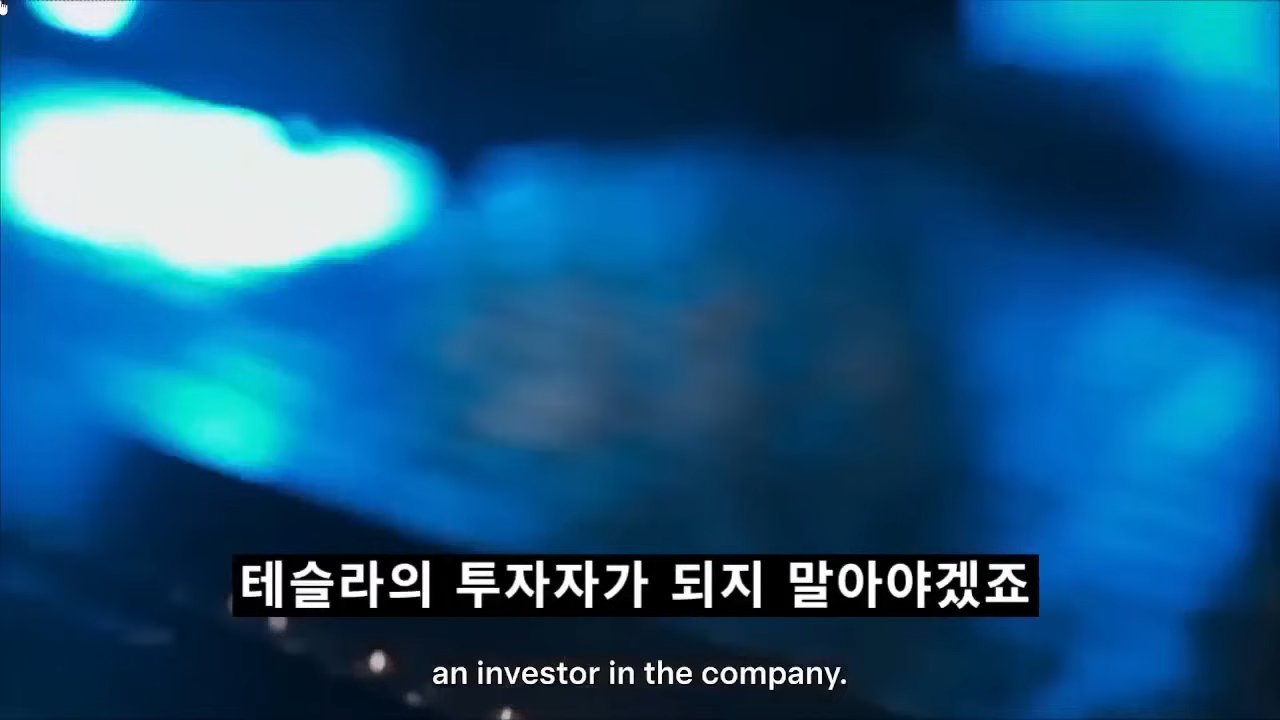 테슬라의 투자자가 되지 말아야겠죠
an investor in the company.